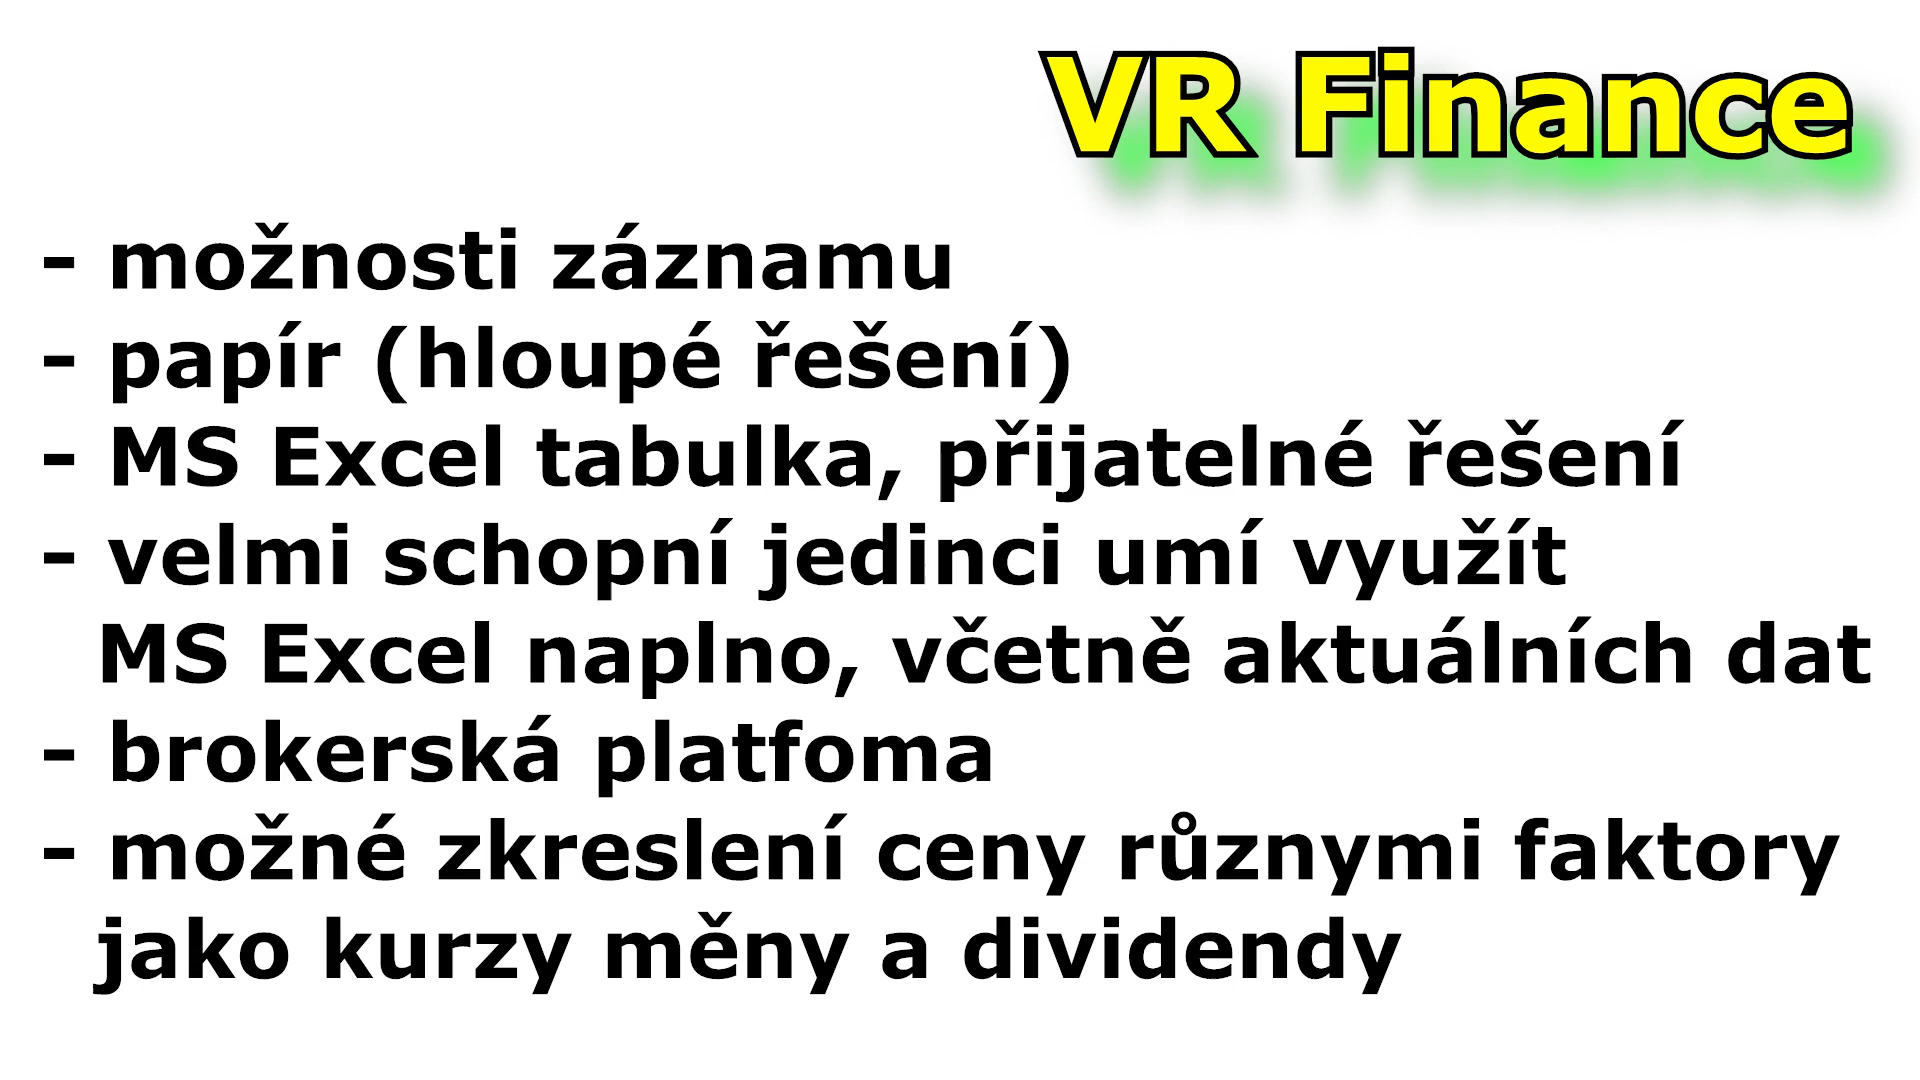 VR Finance
- možnosti záznamu
- papír (hloupé řešení)
- MS Excel tabulka, přijatelné řešení
- velmi schopní jedinci umí využít
MS Excel naplno, včetně aktuálních dat
- brokerská platfoma
- možné zkreslení ceny různymi faktory
jako kurzy měny a dividendy